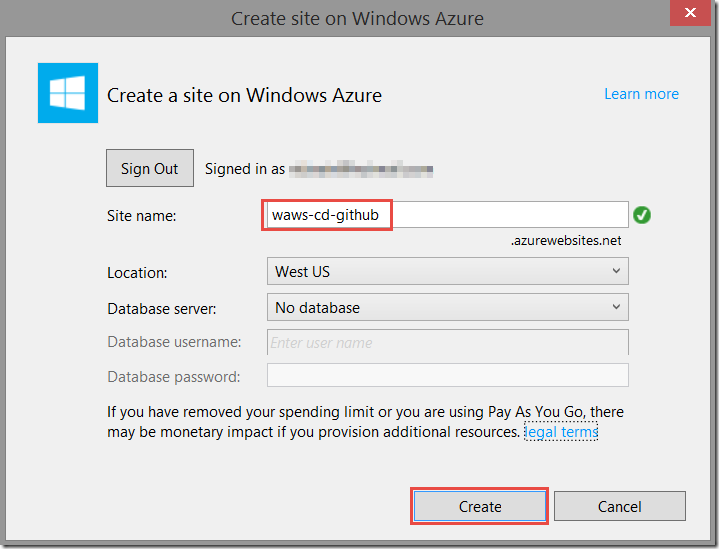 Create site on Windows Azure
Create a site on Windows Azure
Learn more
Sign Out
Signed in as
Site name:
waws-cd-github
.azurewebsites.net
Location:
West US
Database server:
No database
Database username:
Enter user name
Database password:
If you have removed your spending limit or you are using Pay As You Go, there
may be monetary impact if you provision additional resources. legal terms
Create
Cancel